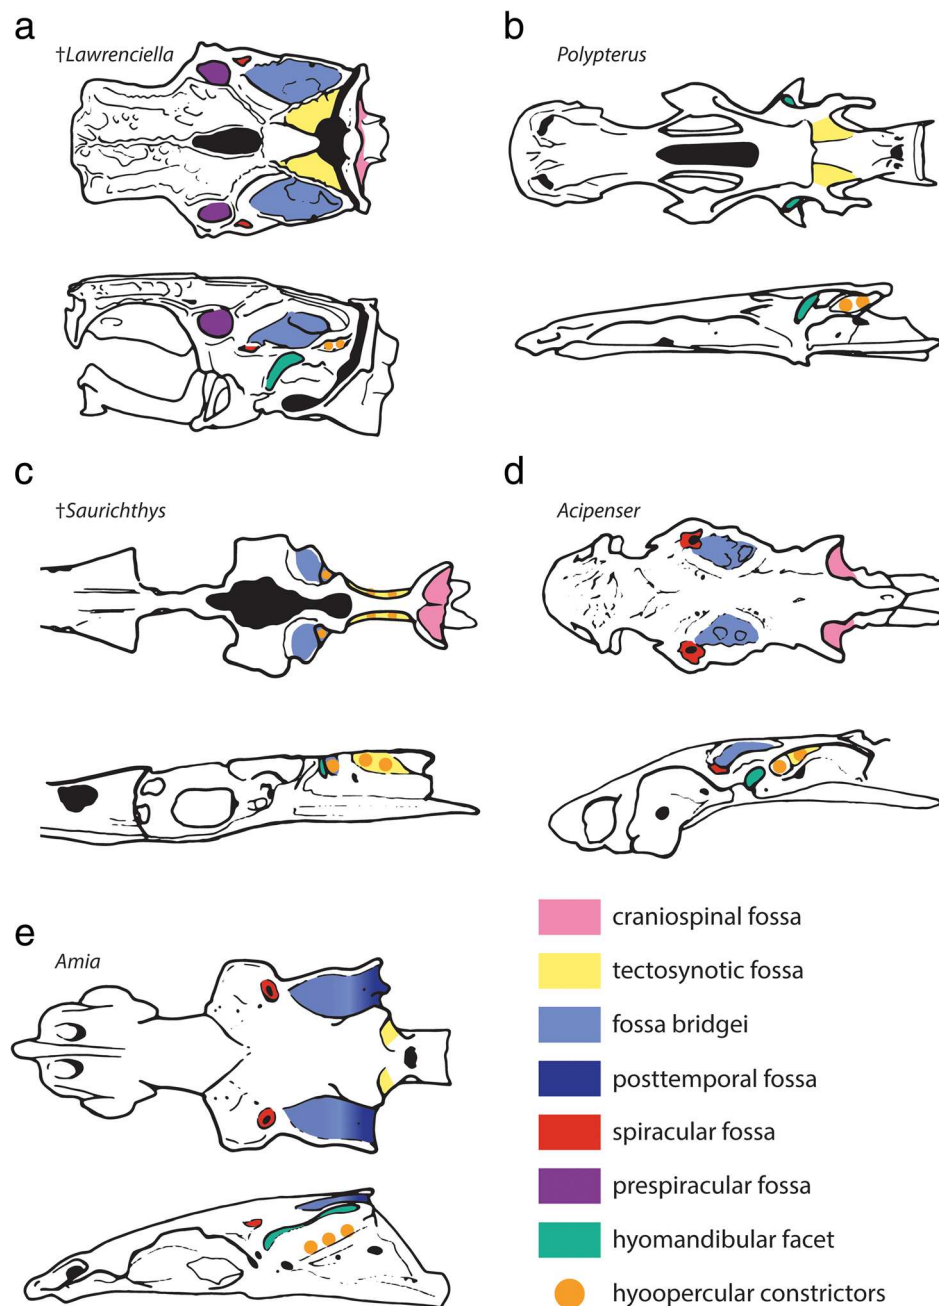 a
†Lawrenciella
b
Polypterus
c
†Saurichthys
d
Acipenser
e
Amia
craniospinal fossa
tectosynotic fossa
fossa bridgei
posttemporal fossa
spiracular fossa
prespiracular fossa
hyomandibular facet
hyoopercular constrictors